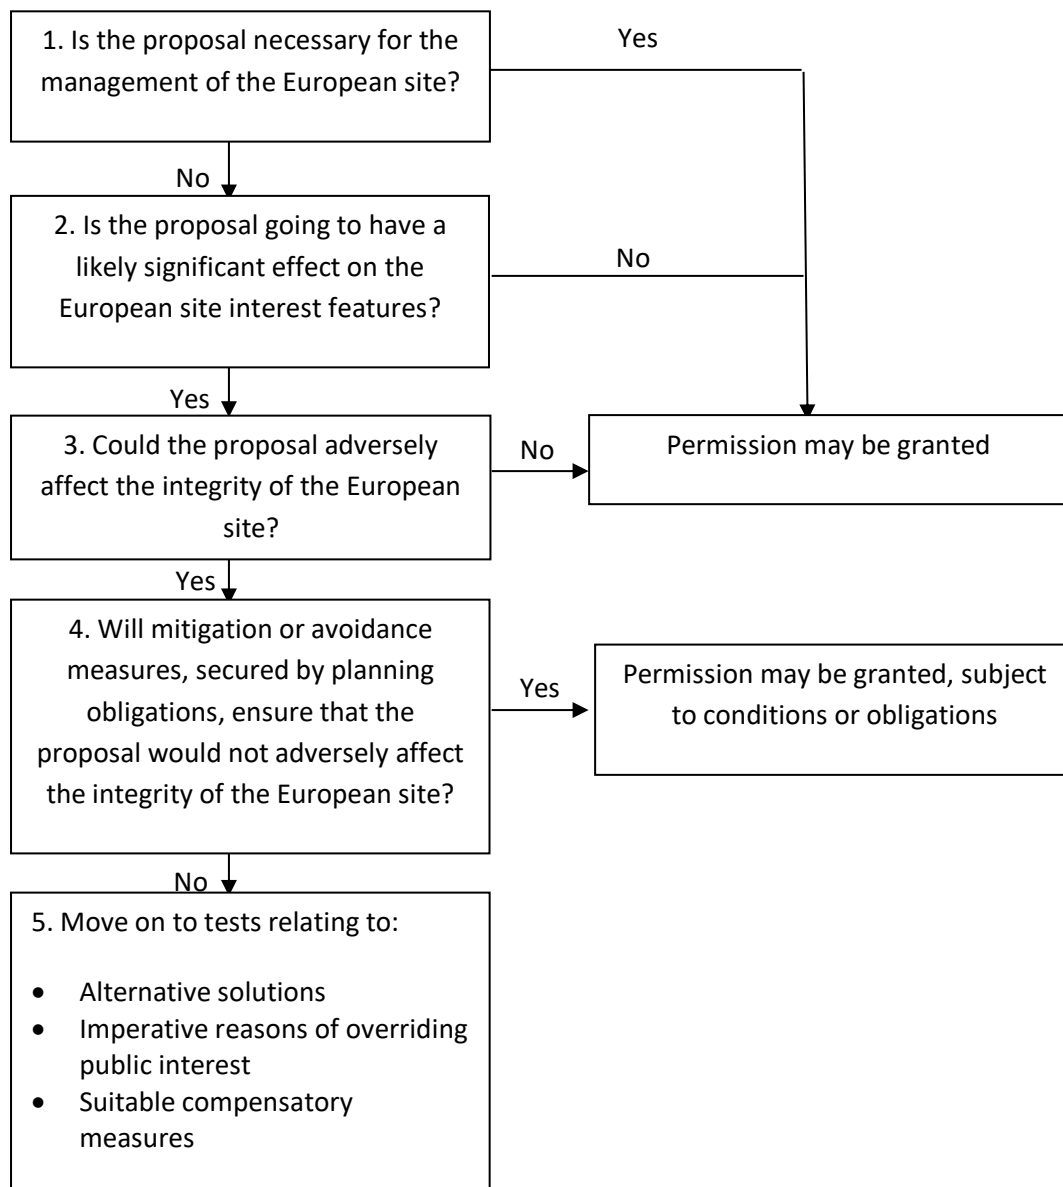 1. Is the proposal necessary for the
management of the European site?
Yes
No
2. Is the proposal going to have a
likely significant effect on the
European site interest features?
No
Yes
3. Could the proposal adversely
affect the integrity of the European
site?
No
Permission may be granted
Yes
4. Will mitigation or avoidance
measures, secured by planning
obligations, ensure that the
proposal would not adversely affect
the integrity of the European site?
Yes
Permission may be granted, subject
to conditions or obligations
No
5. Move on to tests relating to:
• Alternative solutions
• Imperative reasons of overriding
public interest
• Suitable compensatory
measures